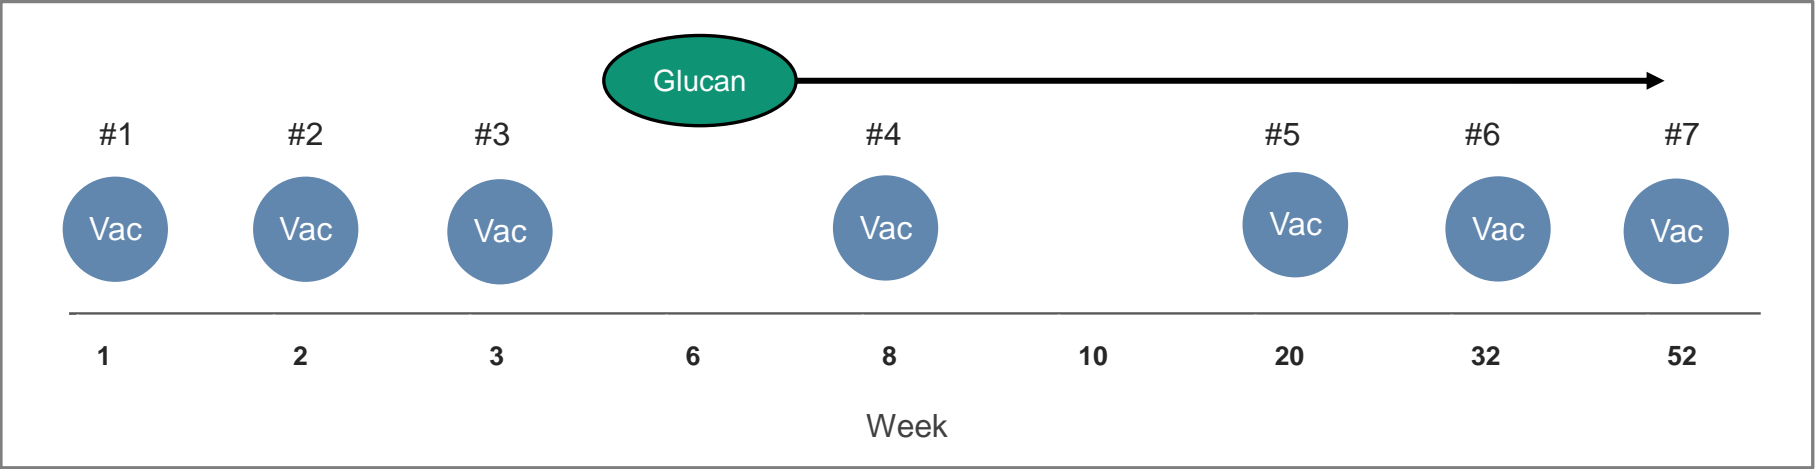 Glucan
#1 #2 #3 #4 #5 #6 #7
Vac Vac Vac Vac Vac Vac Vac
1 2 3 6 8 10 20 32 52
Week